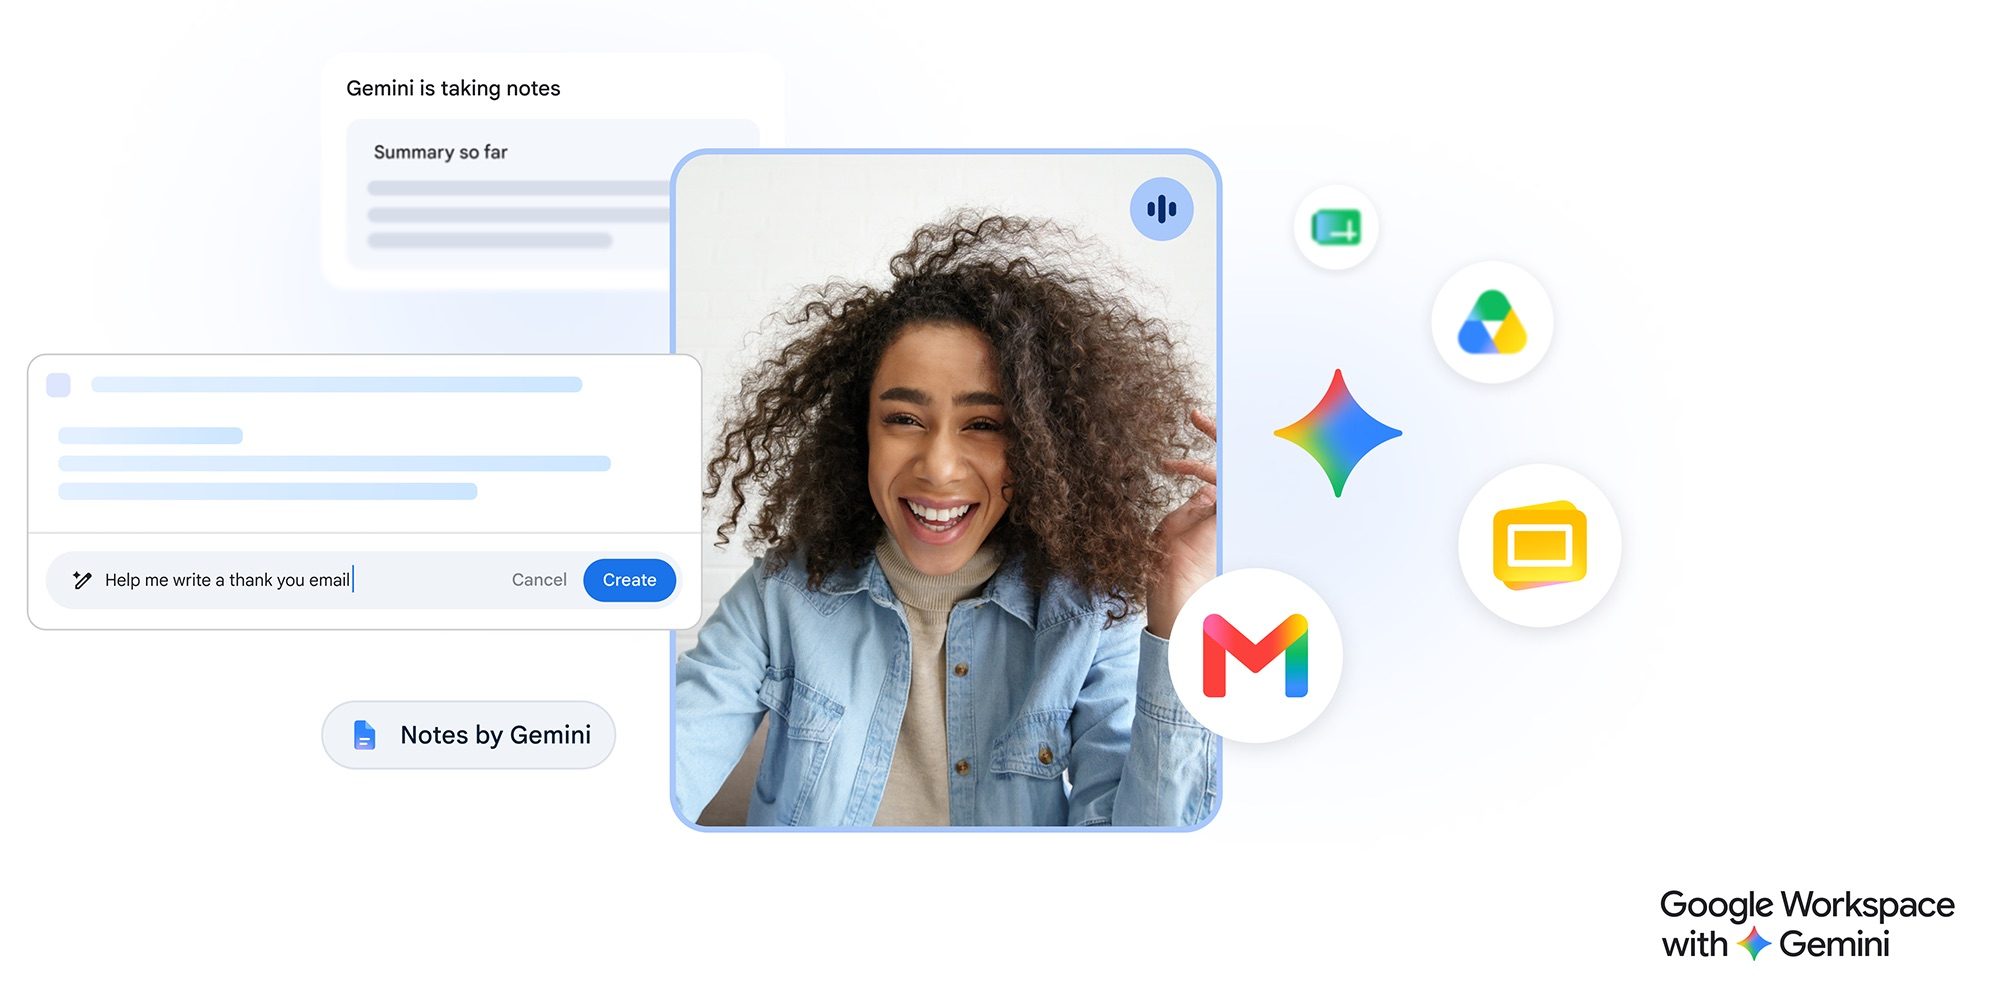 Gemini is taking notes
Summary so far
Help me write a thank you email
Cancel
Create
Notes by Gemini
Google Workspace
with Gemini